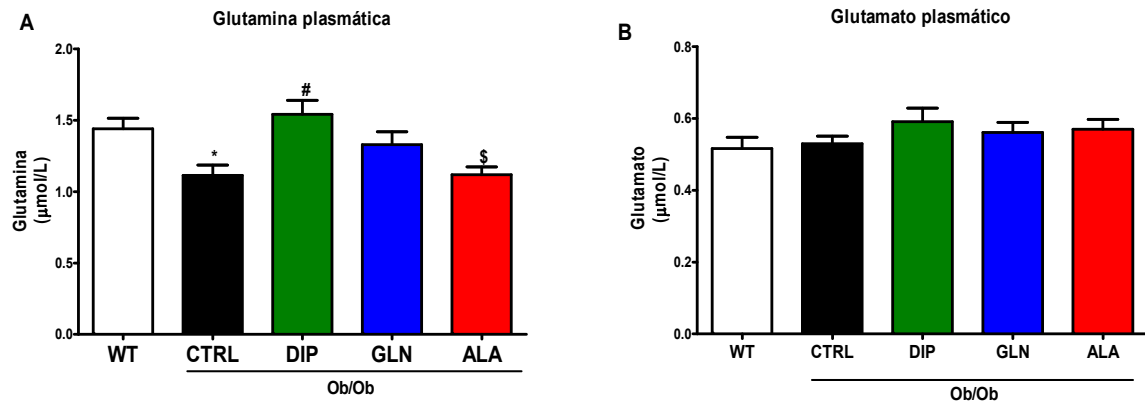 A
Glutamina plasmática
Glutamina
(μmol/L)
2.0
1.5
1.0
0.5
0.0
*
#
$
WT CTRL DIP GLN ALA
Ob/Ob
B
Glutamato plasmático
Glutamato
(μmol/L)
0.8
0.6
0.4
0.2
0.0
WT CTRL DIP GLN ALA
Ob/Ob